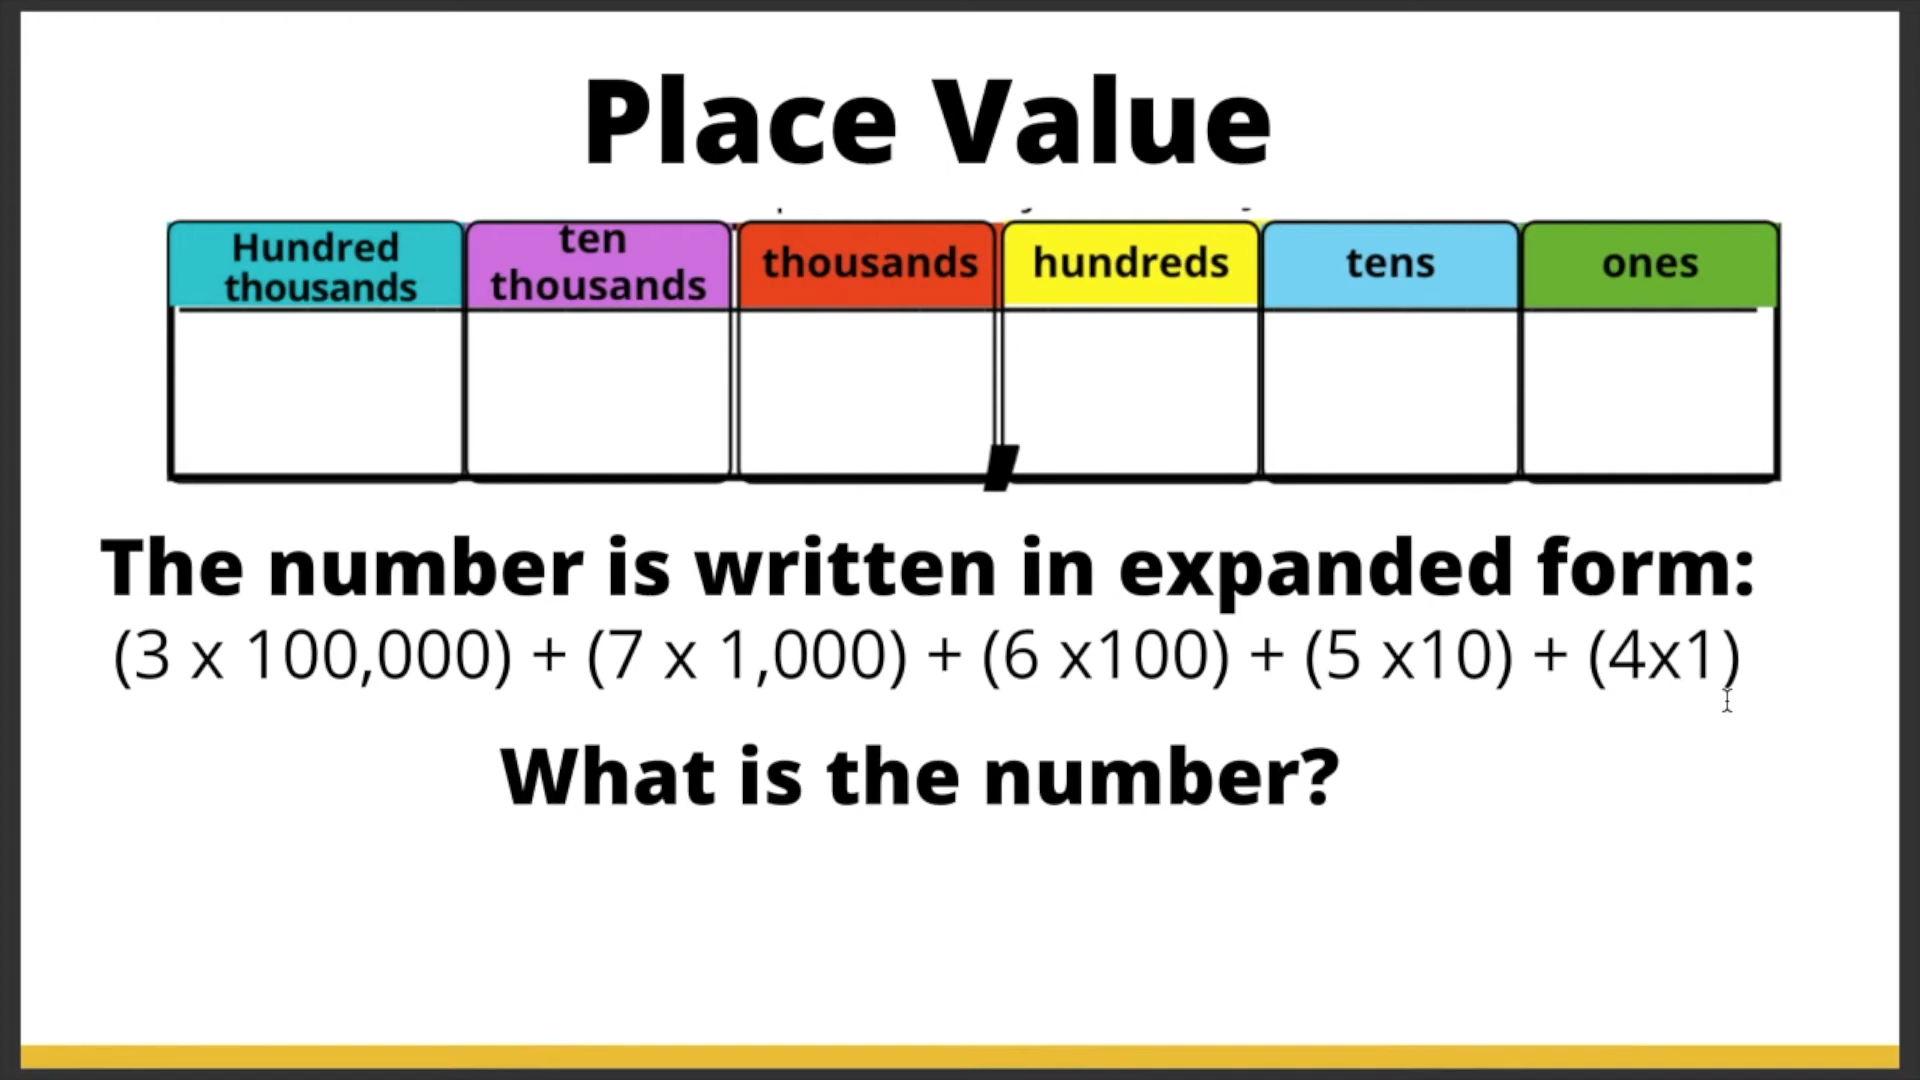 Place Value
Hundred
thousands
ten
thousands
thousands
hundreds
tens
ones
,
The number is written in expanded form:
(3 x 100,000) + (7 x 1,000) + (6 x100) + (5 x10) + (4x1)
What is the number?